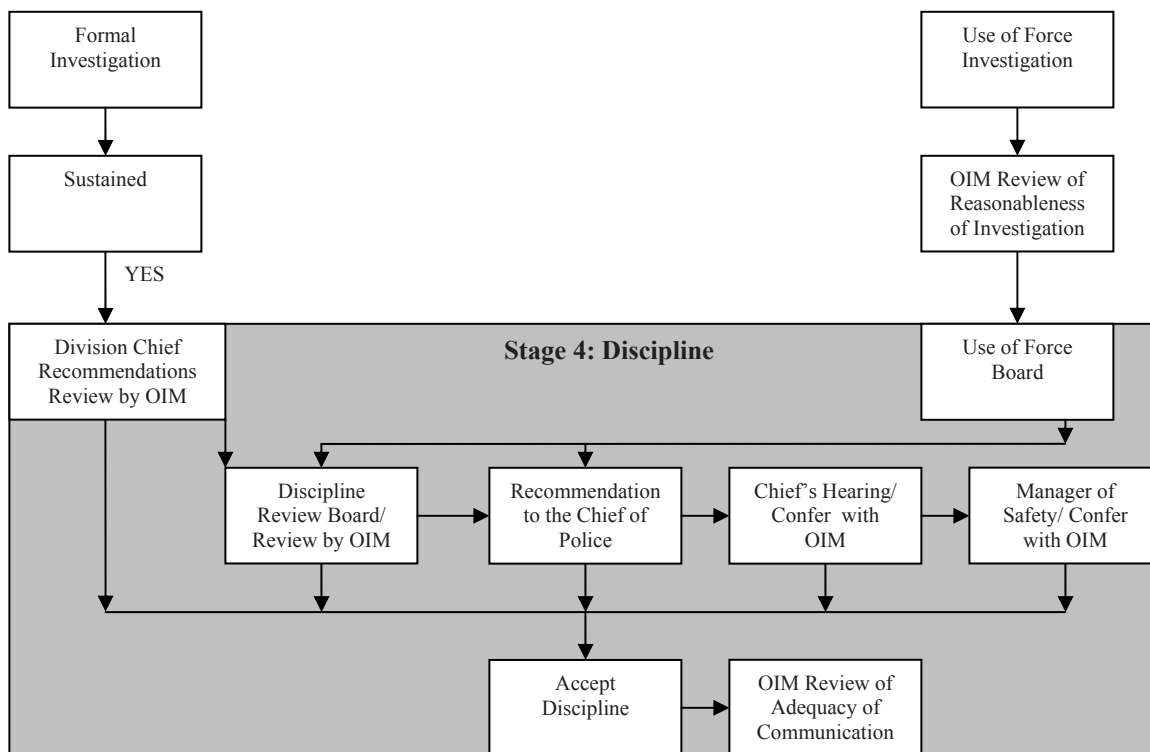 Formal
Investigation
Use of Force
Investigation
Sustained
OIM Review of
Reasonableness
of Investigation
YES
Division Chief
Recommendations
Review by OIM
Stage 4: Discipline
Use of Force
Board
Discipline
Review Board/
Review by OIM
Recommendation
to the Chief of
Police
Chief's Hearing/
Confer with
OIM
Manager of
Safety/ Confer
with OIM
Accept
Discipline
OIM Review of
Adequacy of
Communication